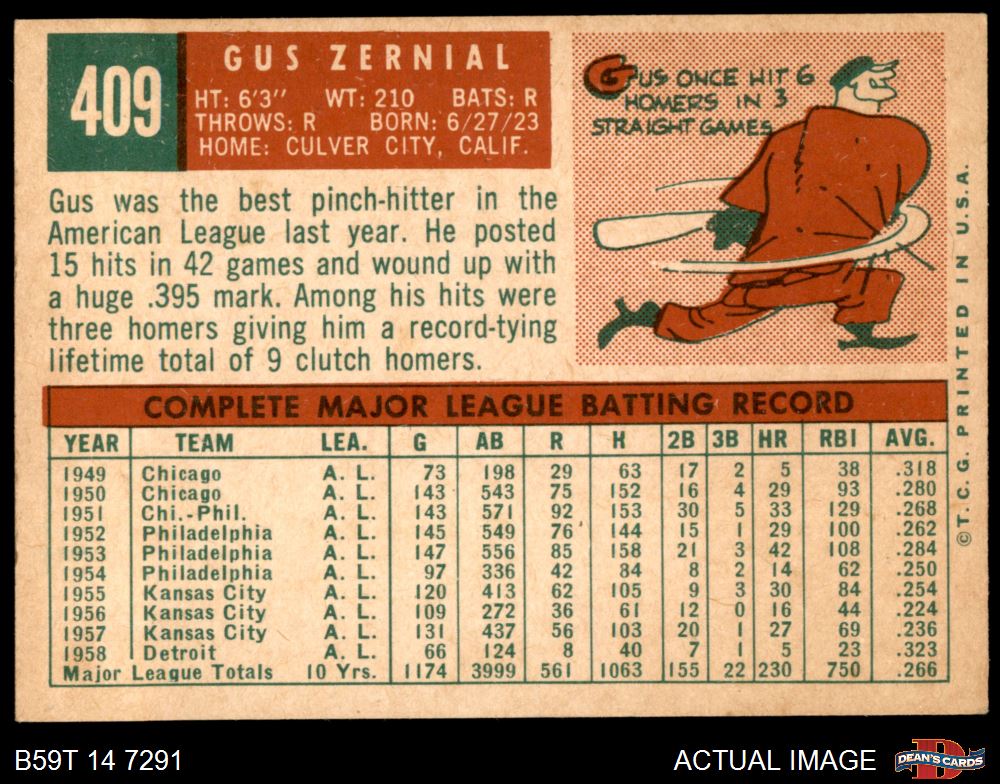 409
GUS ZERNIAL
HT: 6'3" WT: 210 BATS: R
THROWS: R BORN: 6/27/23
HOME: CULVER CITY, CALIF.
GUS ONCE HIT 6
HOMERS IN 3
STRAIGHT GAMES
Gus was the best pinch-hitter in the
American League last year. He posted
15 hits in 42 games and wound up with
a huge .395 mark. Among his hits were
three homers giving him a record-tying
lifetime total of 9 clutch homers.
COMPLETE MAJOR LEAGUE BATTING RECORD
YEAR TEAM LEA. G AB R H 2B 3B HR RBI AVG.
1949 Chicago A. L. 73 198 29 63 17 2 5 38 .318
1950 Chicago A. L. 143 543 75 152 16 4 29 93 .280
1951 Chi.-Phil. A. L. 143 571 92 153 30 5 33 129 .268
1952 Philadelphia A. L. 145 549 76 144 15 1 29 100 .262
1953 Philadelphia A. L. 147 556 85 158 21 3 42 108 .284
1954 Philadelphia A. L. 97 336 42 84 8 2 14 62 .250
1955 Kansas City A. L. 120 413 62 105 9 3 30 84 .254
1956 Kansas City A. L. 109 272 36 61 12 0 16 44 .224
1957 Kansas City A. L. 131 437 56 103 20 1 27 69 .236
1958 Detroit A. L. 66 124 8 40 7 1 5 23 .323
Major League Totals 10 Yrs. 1174 3999 561 1063 155 22 230 750 .266
© T. C. G. PRINTED IN U.S.A.
B59T 14 7291
ACTUAL IMAGE
DEAN'S CARDS